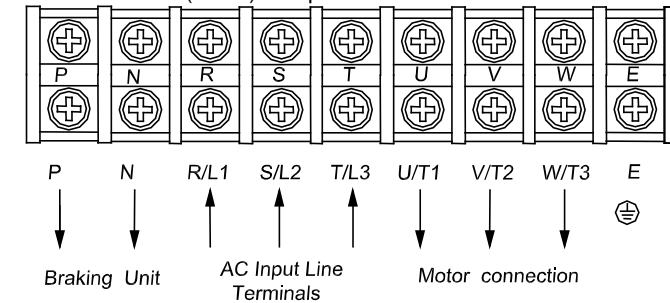 P N R S T U V W E
P N R/L1 S/L2 T/L3 U/T1 V/T2 W/T3 E
Braking Unit AC Input Line Motor connection
Terminals